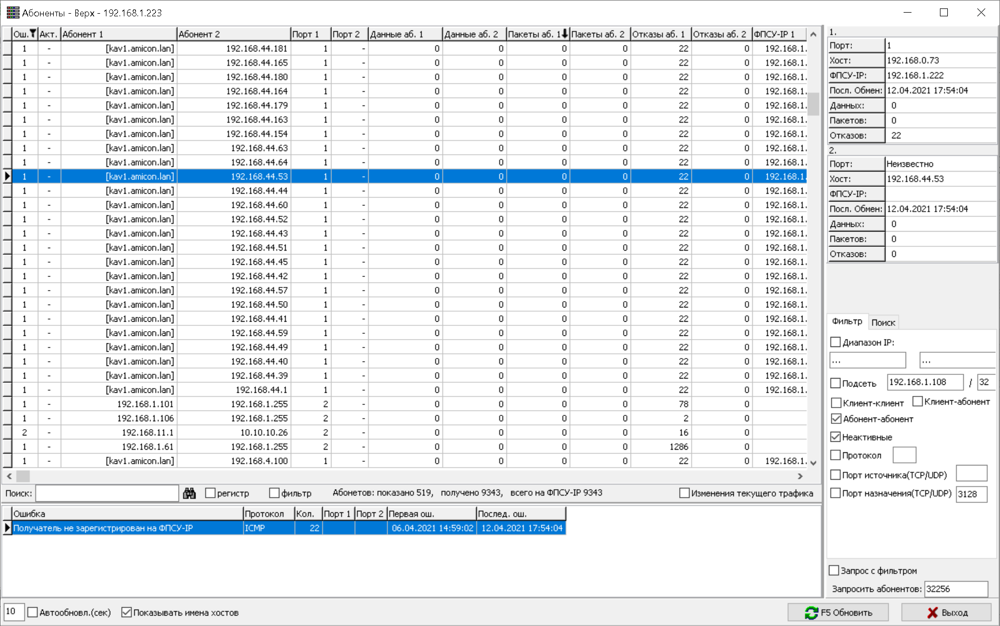 Абоненты - Верх - 192.168.1.223
Ош. Акт. Абонент 1 Абонент 2 Порт 1 Порт 2 Данные аб. 1 Данные аб. 2 Пакеты аб. 1 Пакеты аб. 2 Отказы аб. 1 Отказы аб. 2 ФПСУ-IP 1
1 - [kav1.amicon.lan] 192.168.44.181 1 - 0 0 0 0 22 0 192.168.1.
1 - [kav1.amicon.lan] 192.168.44.165 1 - 0 0 0 0 22 0 192.168.1.
1 - [kav1.amicon.lan] 192.168.44.180 1 - 0 0 0 0 22 0 192.168.1.
1 - [kav1.amicon.lan] 192.168.44.164 1 - 0 0 0 0 22 0 192.168.1.
1 - [kav1.amicon.lan] 192.168.44.179 1 - 0 0 0 0 22 0 192.168.1.
1 - [kav1.amicon.lan] 192.168.44.163 1 - 0 0 0 0 22 0 192.168.1.
1 - [kav1.amicon.lan] 192.168.44.154 1 - 0 0 0 0 22 0 192.168.1.
1 - [kav1.amicon.lan] 192.168.44.63 1 - 0 0 0 0 22 0 192.168.1.
1 - [kav1.amicon.lan] 192.168.44.64 1 - 0 0 0 0 22 0 192.168.1.
1 - [kav1.amicon.lan] 192.168.44.53 1 - 0 0 0 0 22 0 192.168.1.
1 - [kav1.amicon.lan] 192.168.44.44 1 - 0 0 0 0 22 0 192.168.1.
1 - [kav1.amicon.lan] 192.168.44.60 1 - 0 0 0 0 22 0 192.168.1.
1 - [kav1.amicon.lan] 192.168.44.52 1 - 0 0 0 0 22 0 192.168.1.
1 - [kav1.amicon.lan] 192.168.44.43 1 - 0 0 0 0 22 0 192.168.1.
1 - [kav1.amicon.lan] 192.168.44.51 1 - 0 0 0 0 22 0 192.168.1.
1 - [kav1.amicon.lan] 192.168.44.45 1 - 0 0 0 0 22 0 192.168.1.
1 - [kav1.amicon.lan] 192.168.44.42 1 - 0 0 0 0 22 0 192.168.1.
1 - [kav1.amicon.lan] 192.168.44.57 1 - 0 0 0 0 22 0 192.168.1.
1 - [kav1.amicon.lan] 192.168.44.50 1 - 0 0 0 0 22 0 192.168.1.
1 - [kav1.amicon.lan] 192.168.44.41 1 - 0 0 0 0 22 0 192.168.1.
1 - [kav1.amicon.lan] 192.168.44.59 1 - 0 0 0 0 22 0 192.168.1.
1 - [kav1.amicon.lan] 192.168.44.49 1 - 0 0 0 0 22 0 192.168.1.
1 - [kav1.amicon.lan] 192.168.44.40 1 - 0 0 0 0 22 0 192.168.1.
1 - [kav1.amicon.lan] 192.168.44.39 1 - 0 0 0 0 22 0 192.168.1.
1 - [kav1.amicon.lan] 192.168.44.1 1 - 0 0 0 0 22 0 192.168.1.
1 - 192.168.1.101 192.168.1.255 2 - 0 0 0 0 78 0
1 - 192.168.1.106 192.168.1.255 2 - 0 0 0 0 2 0
2 - 192.168.11.1 10.10.10.26 2 - 0 0 0 0 16 0
1 - 192.168.1.61 192.168.1.255 2 - 0 0 0 0 1286 0
1 - [kav1.amicon.lan] 192.168.4.100 1 - 0 0 0 0 22 0 192.168.1.
Поиск: регистр фильтр Абонетов: показано 519, получено 9343, всего на ФПСУ-IP 9343 Изменения текущего трафика
Ошибка Протокол Кол. Порт 1 Порт 2 Первая ош. Послед. ош.
Получатель не зарегистрирован на ФПСУ-IP ICMP 22 06.04.2021 14:59:02 12.04.2021 17:54:04
10 Автообновл.(сек) Показывать имена хостов
1.
Порт: 1
Хост: 192.168.0.73
ФПСУ-IP: 192.168.1.222
Посл. Обмен: 12.04.2021 17:54:04
Данных: 0
Пакетов: 0
Отказов: 22
2.
Порт: Неизвестно
Хост: 192.168.44.53
ФПСУ-IP:
Посл. Обмен: 12.04.2021 17:54:04
Данных: 0
Пакетов: 0
Отказов: 0
Фильтр Поиск
Диапазон IP:
... ...
Подсеть 192.168.1.108 / 32
Клиент-клиент Клиент-абонент
Абонент-абонент
Неактивные
Протокол
Порт источника(TCP/UDP)
Порт назначения(TCP/UDP) 3128
Запрос с фильтром
Запросить абонентов: 32256
F5 Обновить Выход